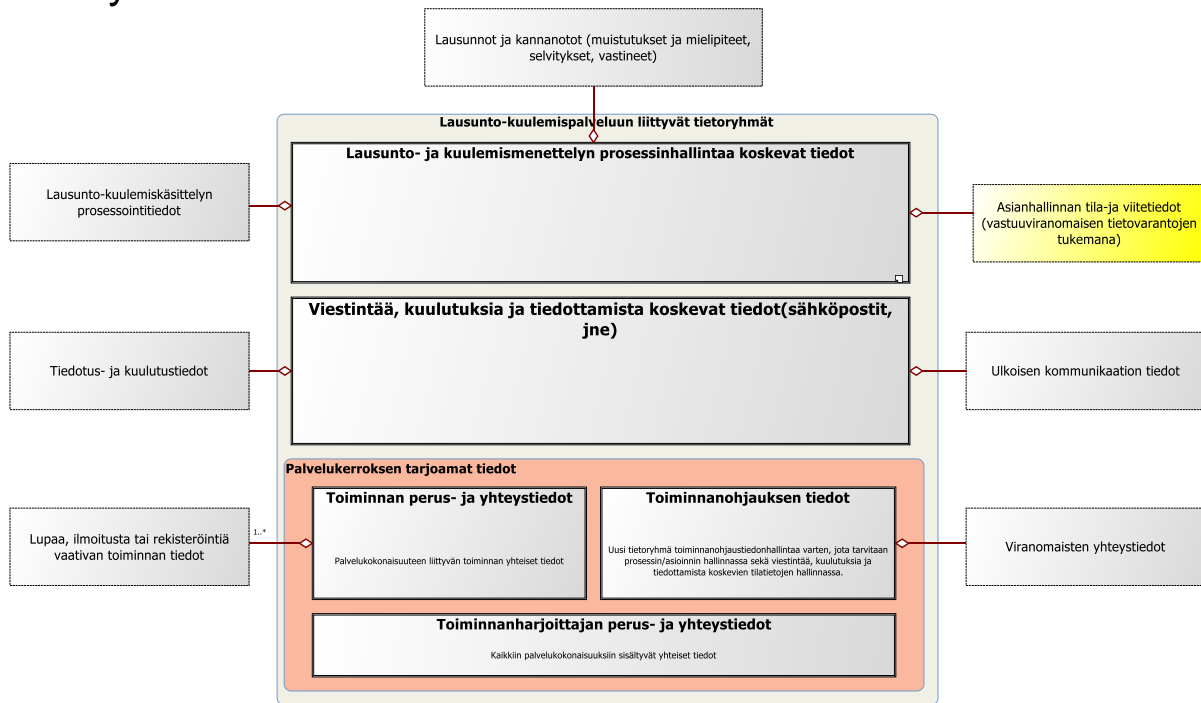 Lausunnot ja kannanotot (muistutukset ja mielipiteet,
selvitykset, vastineet)
Lausunto-kuulemispalveluun liittyvät tietoryhmät
Lausunto- ja kuulemismenettelyn prosessinhallintaa koskevat tiedot
Lausunto-kuulemiskäsittelyn
prosessointitiedot
Asianhallinnan tila-ja viitetiedot
(vastuuviranomaisen tietovarantojen
tukemana)
Viestintää, kuulutuksia ja tiedottamista koskevat tiedot(sähköpostit,
jne)
Tiedotus- ja kuulutustiedot
Ulkoisen kommunikaation tiedot
Palvelukerroksen tarjoamat tiedot
Toiminnan perus- ja yhteystiedot
Palvelukokonaisuuteen liittyvän toiminnan yhteiset tiedot
Toiminnanohjauksen tiedot
Uusi tietoryhmä toiminnanohjaustiedonhallintaa varten, jota tarvitaan
prosessin/asioinnin hallinnassa sekä viestintää, kuulutuksia ja
tiedottamista koskevien tilatietojen hallinnassa.
Lupaa, ilmoitusta tai rekisteröintiä
vaativan toiminnan tiedot
1..*
Viranomaisten yhteystiedot
Toiminnanharjoittajan perus- ja yhteystiedot
Kaikkiin palvelukokonaisuuksiin sisältyvät yhteiset tiedot